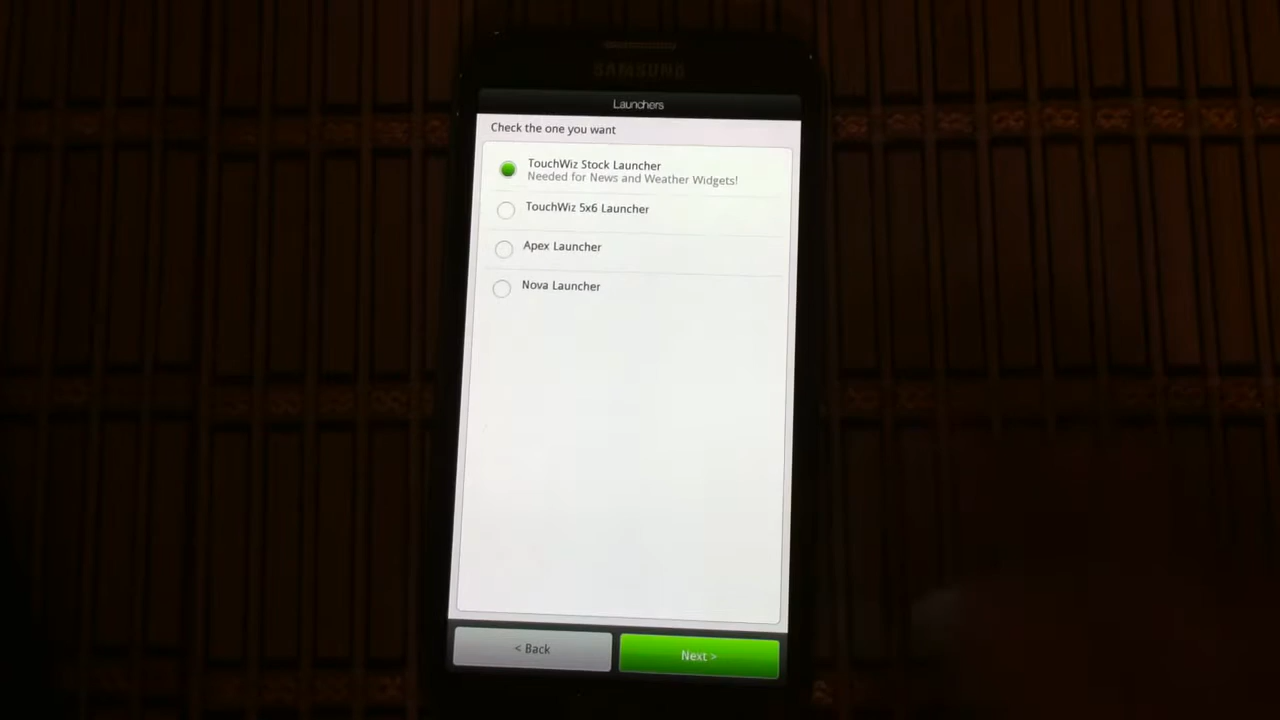 SAMSUNG
Launchers
Check the one you want
TouchWiz Stock Launcher
Needed for News and Weather Widgets!
TouchWiz 5x6 Launcher
Apex Launcher
Nova Launcher
< Back
Next >